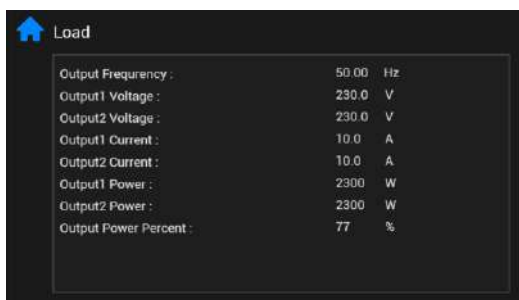 Load
Output Frequrency : 50.00 Hz
Output1 Voltage : 230.0 V
Output2 Voltage : 230.0 V
Output1 Current : 10.0 A
Output2 Current : 10.0 A
Output1 Power : 2300 W
Output2 Power : 2300 W
Output Power Percent : 77 %